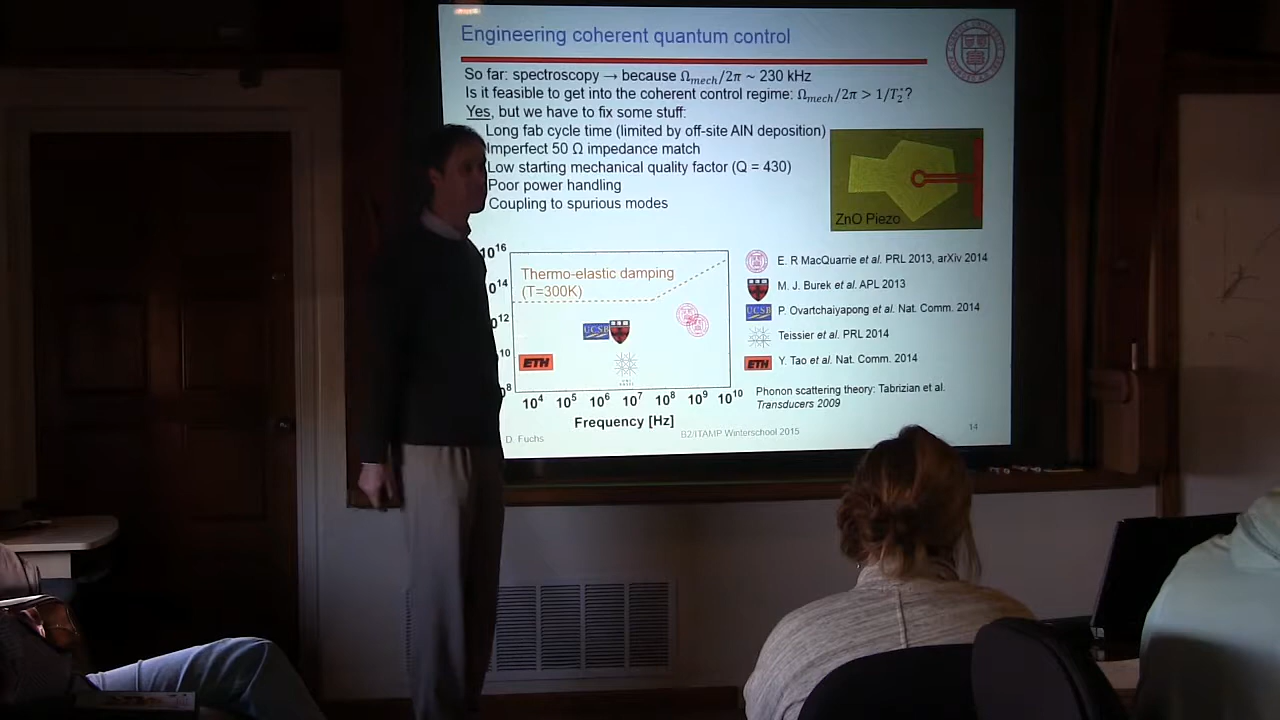 Engineering coherent quantum control
So far: spectroscopy → because Ω_mech/2π ~ 230 kHz
Is it feasible to get into the coherent control regime: Ω_mech/2π > 1/T₂*?
Yes, but we have to fix some stuff:
Long fab cycle time (limited by off-site AlN deposition)
Imperfect 50 Ω impedance match
Low starting mechanical quality factor (Q = 430)
Poor power handling
Coupling to spurious modes
ZnO Piezo
10^16
10^14
10^12
10
8
Thermo-elastic damping
(T=300K)
UCSB
ETH
10^4 10^5 10^6 10^7 10^8 10^9 10^10
Frequency [Hz]
E. R MacQuarrie et al. PRL 2013, arXiv 2014
M. J. Burek et al. APL 2013
UCSB P. Ovartchaiyapong et al. Nat. Comm. 2014
Teissier et al. PRL 2014
ETH Y. Tao et al. Nat. Comm. 2014
Phonon scattering theory: Tabrizian et al.
Transducers 2009
D. Fuchs
B2/ITAMP Winterschool 2015
14